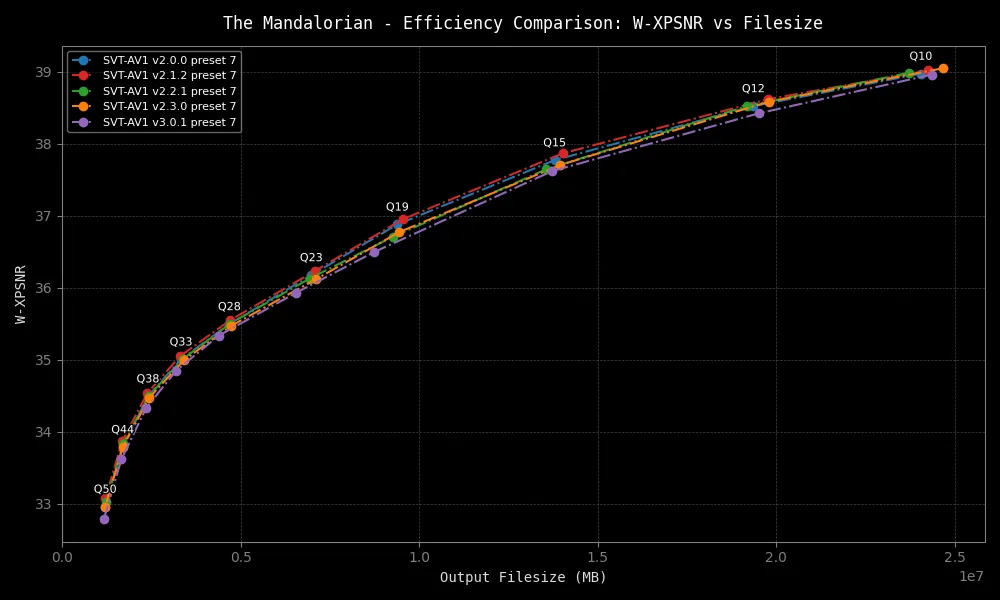 The Mandalorian - Efficiency Comparison: W-XPSNR vs Filesize
SVT-AV1 v2.0.0 preset 7
SVT-AV1 v2.1.2 preset 7
SVT-AV1 v2.2.1 preset 7
SVT-AV1 v2.3.0 preset 7
SVT-AV1 v3.0.1 preset 7
Q10
Q12
Q15
Q19
Q23
Q28
Q33
Q38
Q44
Q50
W-XPSNR
39
38
37
36
35
34
33
0.0 0.5 1.0 1.5 2.0 2.5
1e7
Output Filesize (MB)